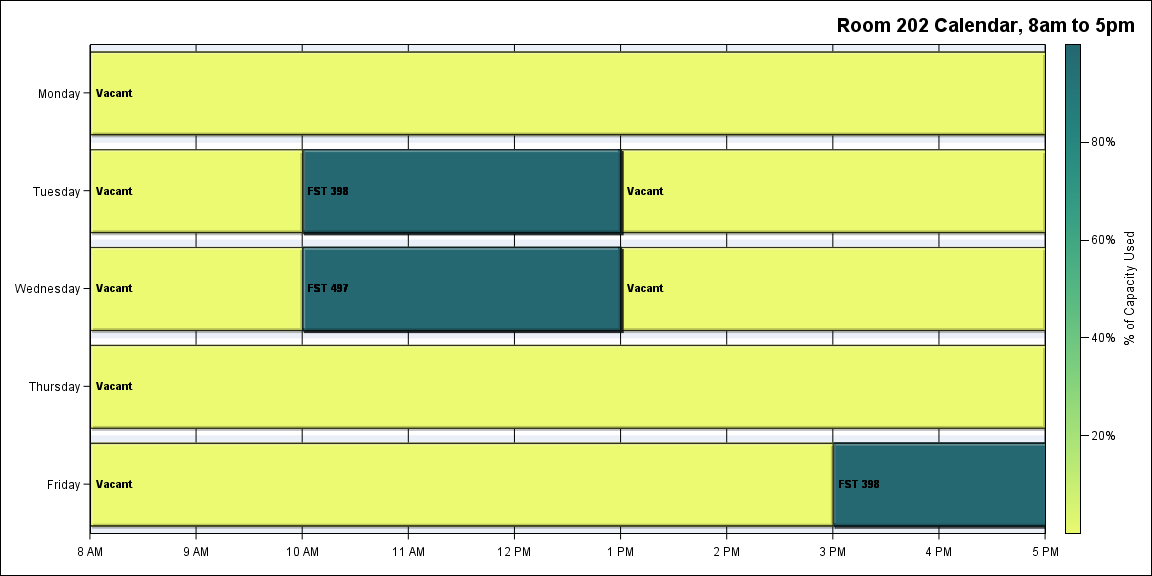 Room 202 Calendar, 8am to 5pm
Monday
Vacant
Tuesday
Vacant
FST 398
Vacant
Wednesday
Vacant
FST 497
Vacant
Thursday
Vacant
Friday
Vacant
FST 398
8 AM
9 AM
10 AM
11 AM
12 PM
1 PM
2 PM
3 PM
4 PM
5 PM
80%
60%
40%
20%
% of Capacity Used